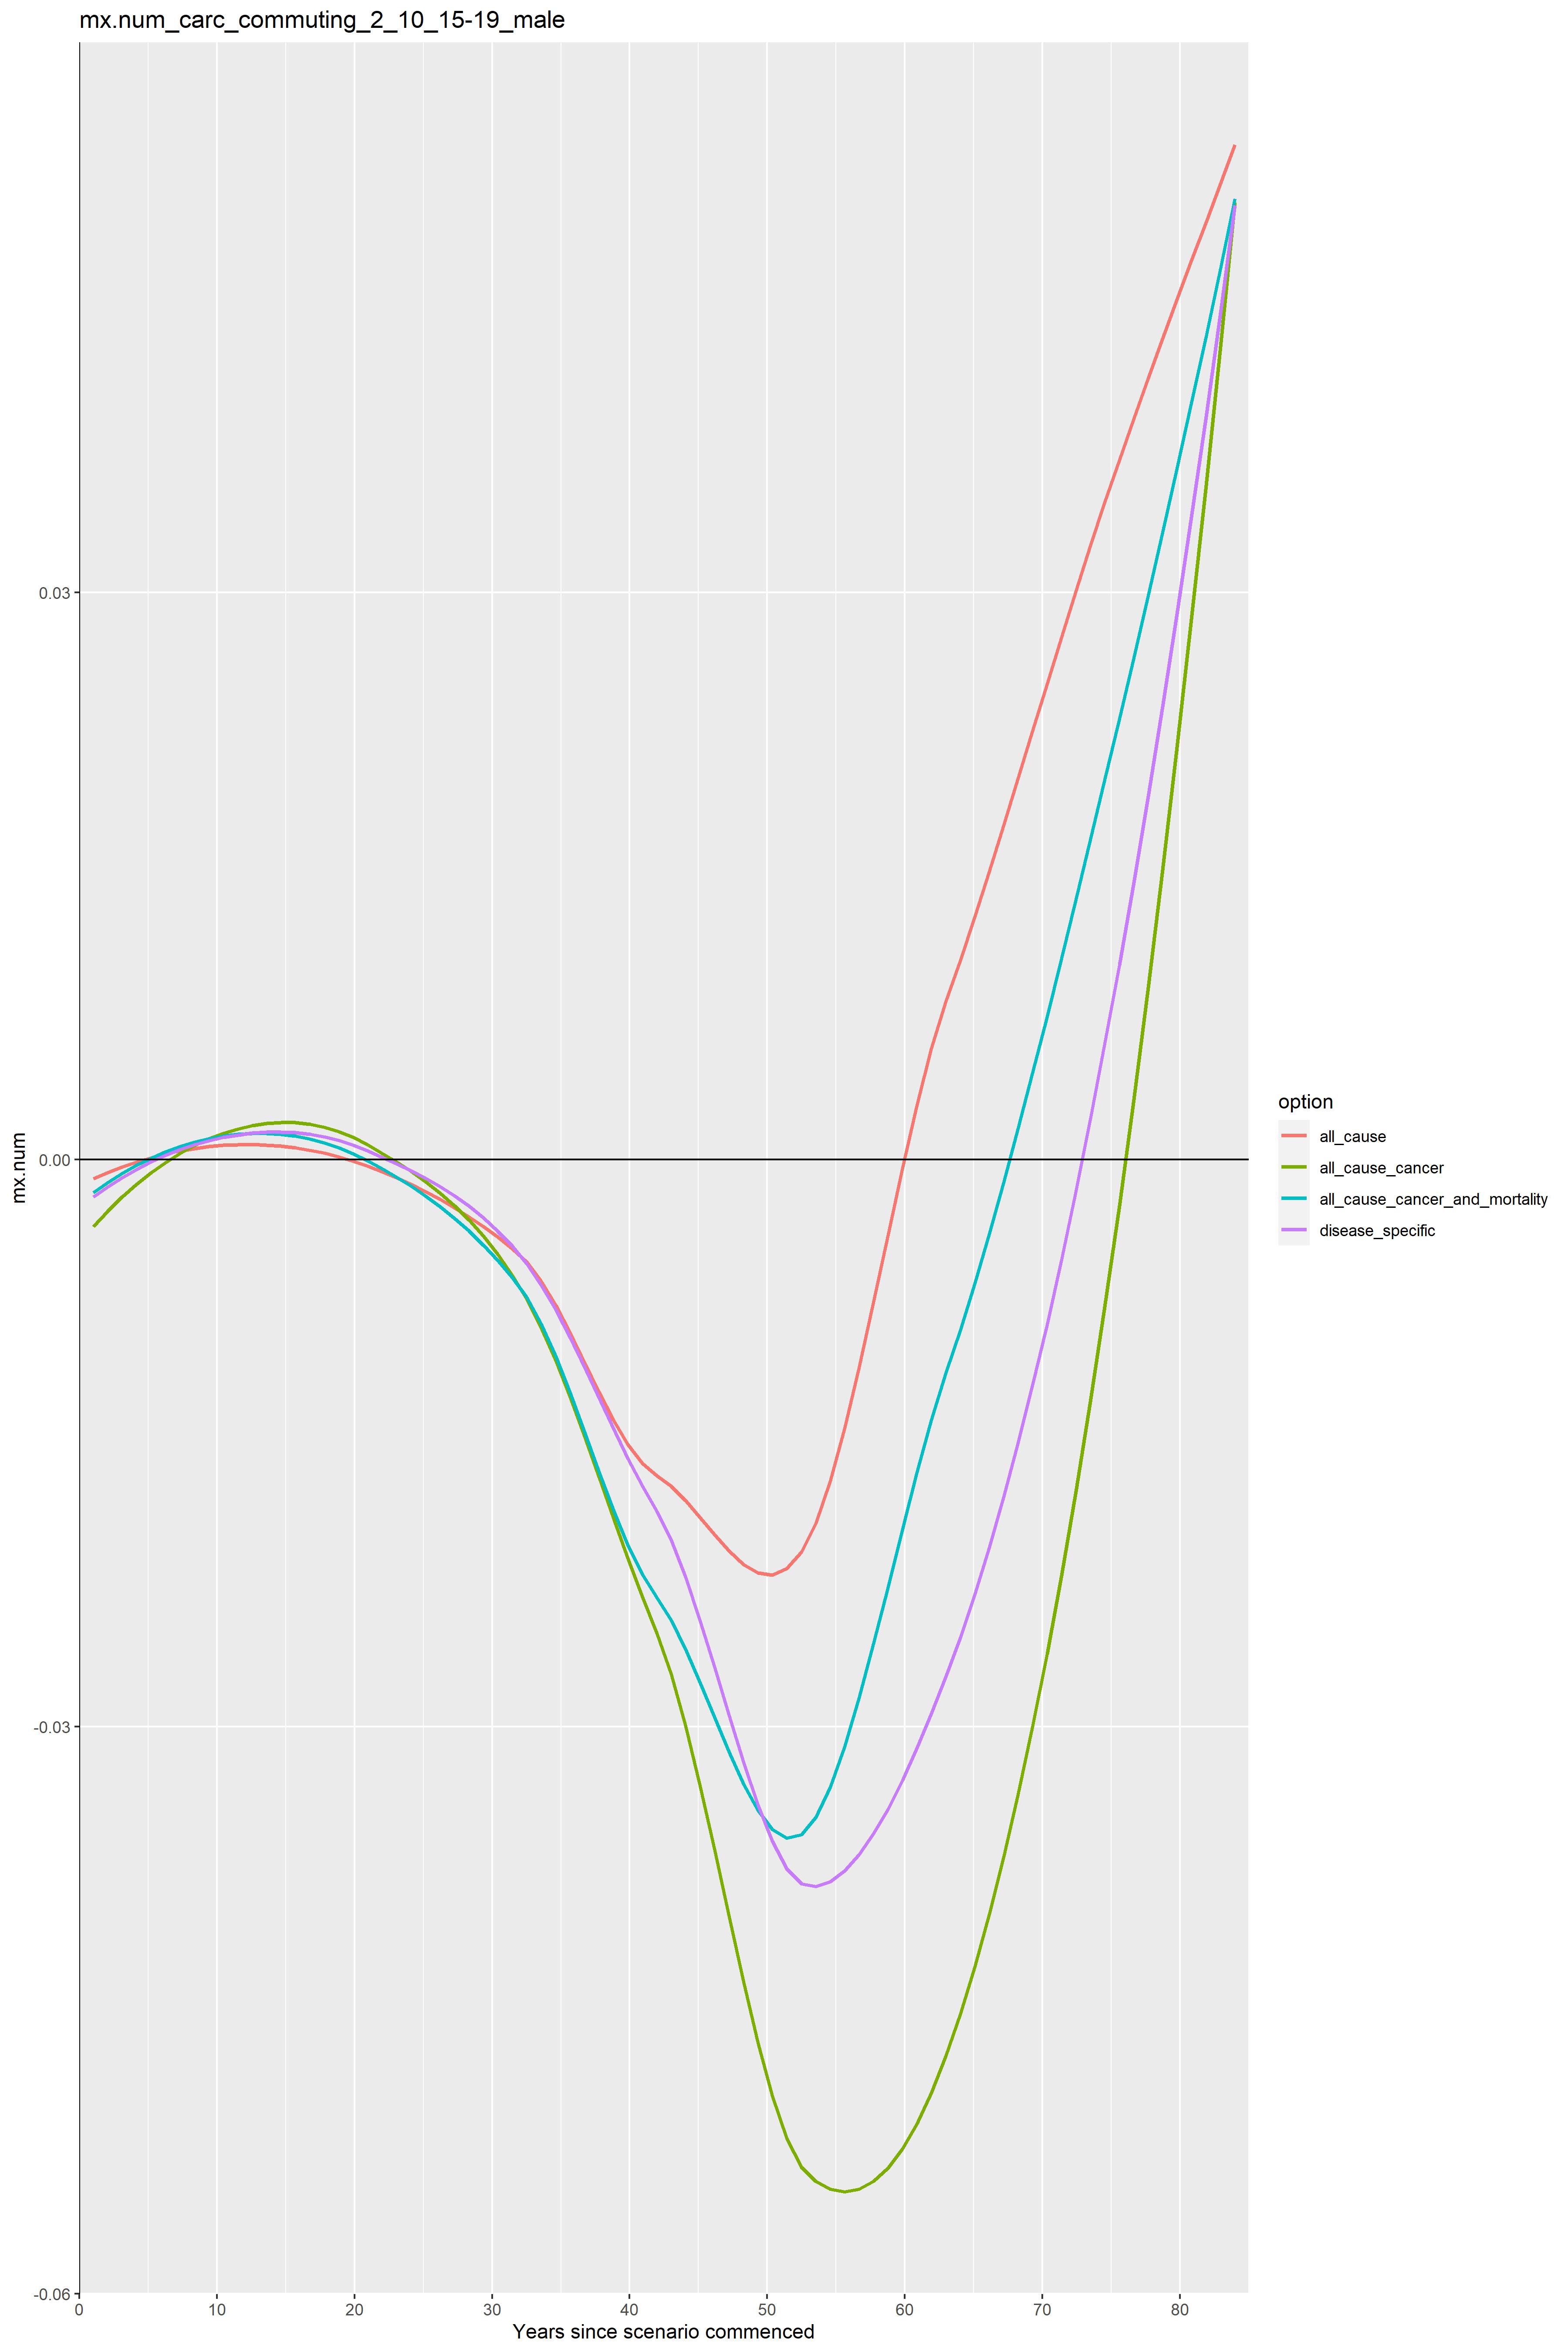 mx.num_carc_commuting_2_10_15-19_male
0.03
0.00
-0.03
-0.06
mx.num
0 10 20 30 40 50 60 70 80
Years since scenario commenced
option
all_cause
all_cause_cancer
all_cause_cancer_and_mortality
disease_specific